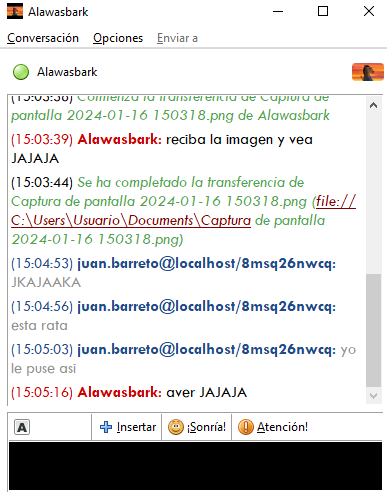 Alawasbark
Conversación Opciones Enviar a
Alawasbark
(15:03:38) Comienza la transferencia de Captura de
pantalla 2024-01-16 150318.png de Alawasbark
(15:03:39) Alawasbark: reciba la imagen y vea
JAJAJA
(15:03:44) Se ha completado la transferencia de
Captura de pantalla 2024-01-16 150318.png (file://
C:\Users\Usuario\Documents\Captura de pantalla
2024-01-16 150318.png)
(15:04:53) juan.barreto@localhost/8msq26nwcq:
JKAJAAKA
(15:04:56) juan.barreto@localhost/8msq26nwcq:
esta rata
(15:05:03) juan.barreto@localhost/8msq26nwcq: yo
le puse asi
(15:05:16) Alawasbark: aver JAJAJA
A Insertar ¡Sonría! ¡Atención!